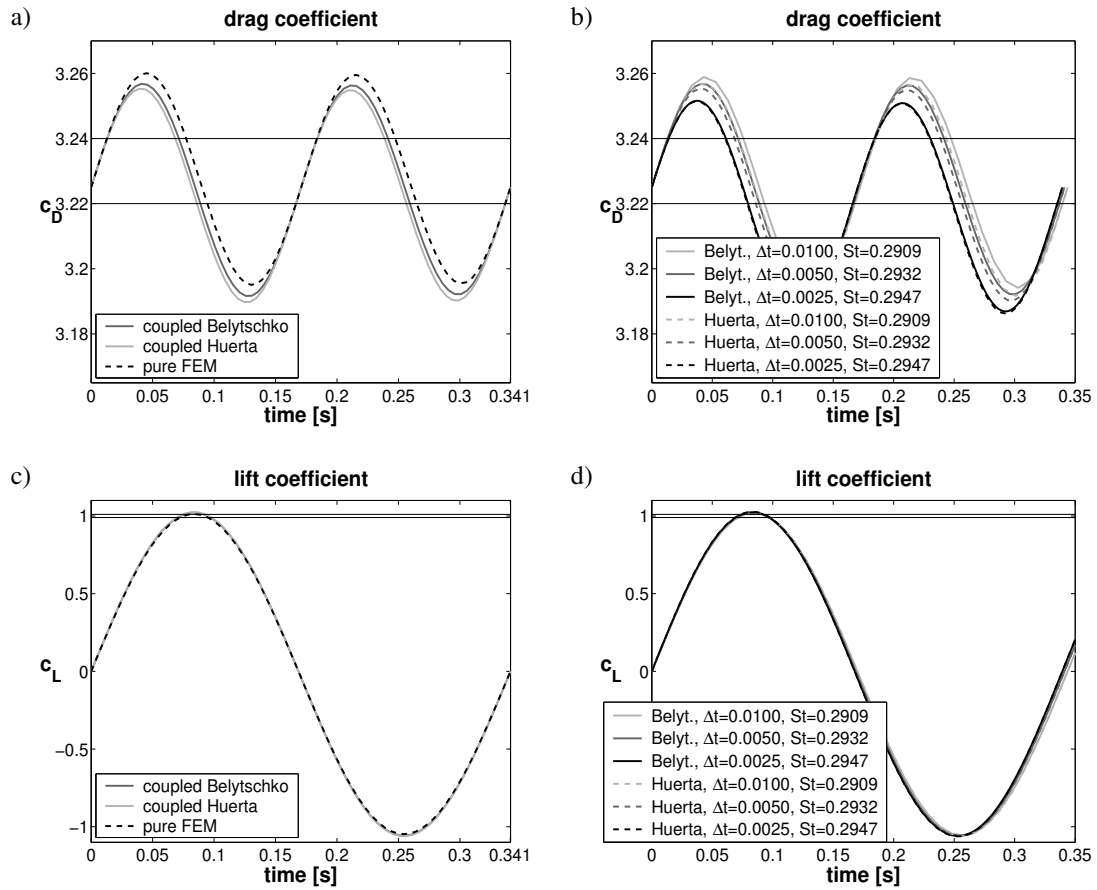 a)
drag coefficient
3.26
3.24
3.22
3.2
3.18
c_D
coupled Belytschko
coupled Huerta
pure FEM
0 0.05 0.1 0.15 0.2 0.25 0.3 0.341
time [s]
b)
drag coefficient
3.26
3.24
3.22
3.2
3.18
c_D
Belyt., Δt=0.0100, St=0.2909
Belyt., Δt=0.0050, St=0.2932
Belyt., Δt=0.0025, St=0.2947
Huerta, Δt=0.0100, St=0.2909
Huerta, Δt=0.0050, St=0.2932
Huerta, Δt=0.0025, St=0.2947
0 0.05 0.1 0.15 0.2 0.25 0.3 0.35
time [s]
c)
lift coefficient
1
0.5
0
−0.5
−1
c_L
coupled Belytschko
coupled Huerta
pure FEM
0 0.05 0.1 0.15 0.2 0.25 0.3 0.341
time [s]
d)
lift coefficient
1
0.5
0
c_L
−1
Belyt., Δt=0.0100, St=0.2909
Belyt., Δt=0.0050, St=0.2932
Belyt., Δt=0.0025, St=0.2947
Huerta, Δt=0.0100, St=0.2909
Huerta, Δt=0.0050, St=0.2932
Huerta, Δt=0.0025, St=0.2947
0 0.05 0.1 0.15 0.2 0.25 0.3 0.35
time [s]